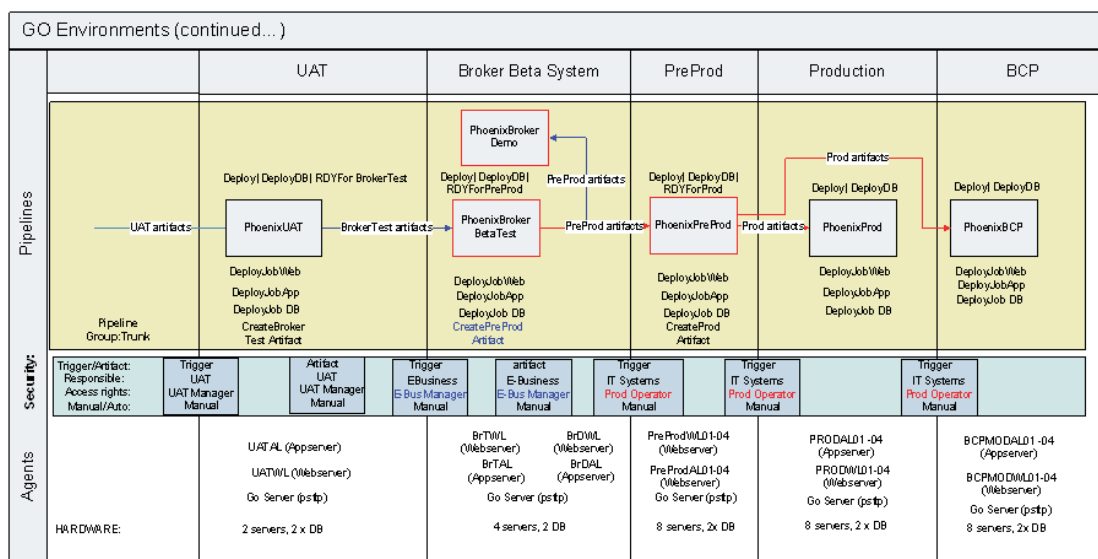 GO Environments (continued... )
UAT
Broker Beta System
PreProd
Production
BCP
Pipelines
PhoenixBroker
Demo
Prod artifacts
Deploy| DeployDB| RDYFor BrokerTest
Deploy| DeployDB|
RDYForPreProd
PreProd artifacts
Deploy| DeployDB|
RDYForProd
Deploy| DeployDB
Deploy| DeployDB
UAT artifacts
PhoenixUAT
BrokerTest artifacts
PhoenixBroker
BetaTest
PreProd artifacts
PhoenixPreProd
Prod artifacts
PhoenixProd
PhoenixBCP
DeployJobWeb
DeployJobApp
DeployJob DB
CreateBroker
Test Artifact
DeployJobWeb
DeployJobApp
DeployJob DB
CreatePreProd
Artifact
DeployJobWeb
DeployJobApp
DeployJob DB
CreateProd
Artifact
DeployJobWeb
DeployJobApp
DeployJob DB
DeployJobWeb
DeployJobApp
DeployJob DB
Pipeline
Group:Trunk
Security:
Trigger/Artifact:
Responsible:
Access rights:
Manual/Auto:
Trigger
UAT
UAT Manager
Manual
Artifact
UAT
UAT Manager
Manual
Trigger
EBusiness
E-Bus Manager
Manual
artifact
E-Business
E-Bus Manager
Manual
Trigger
IT Systems
Prod Operator
Manual
Trigger
IT Systems
Prod Operator
Manual
Trigger
IT Systems
Prod Operator
Manual
Agents
UATAL (Appserver)
UATWL (Webserver)
Go Server (psttp)
BrTWL
(Webserver)
BrDWL
(Webserver)
BrTAL
(Appserver)
BrDAL
(Appserver)
Go Server (psttp)
PreProdWL01-04
(Webserver)
PreProdAL01-04
(Webserver)
Go Server (psttp)
PRODAL01 -04
(Appserver)
PRODWL01-04
(Webserver)
Go Server (psttp)
BCPMODAL01 -04
(Appserver)
BCPMODWL01-04
(Webserver)
Go Server (psttp)
HARDWARE:
2 servers, 2 x DB
4 servers, 2 DB
8 servers, 2x DB
8 servers, 2 x DB
8 servers, 2x DB